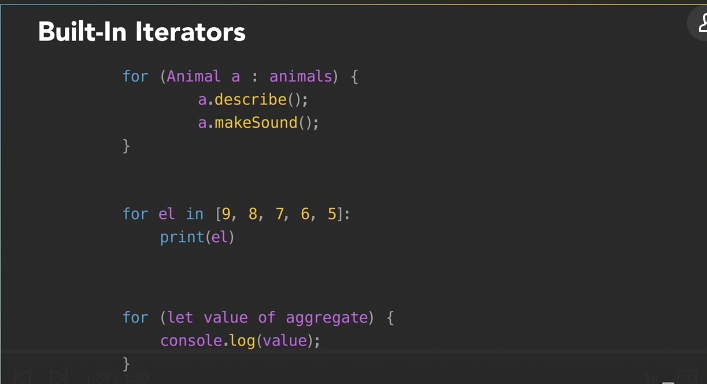 Built-In Iterators
for (Animal a : animals) {
a.describe();
a.makeSound();
}
for el in [9, 8, 7, 6, 5]:
print(el)
for (let value of aggregate) {
console.log(value);
}